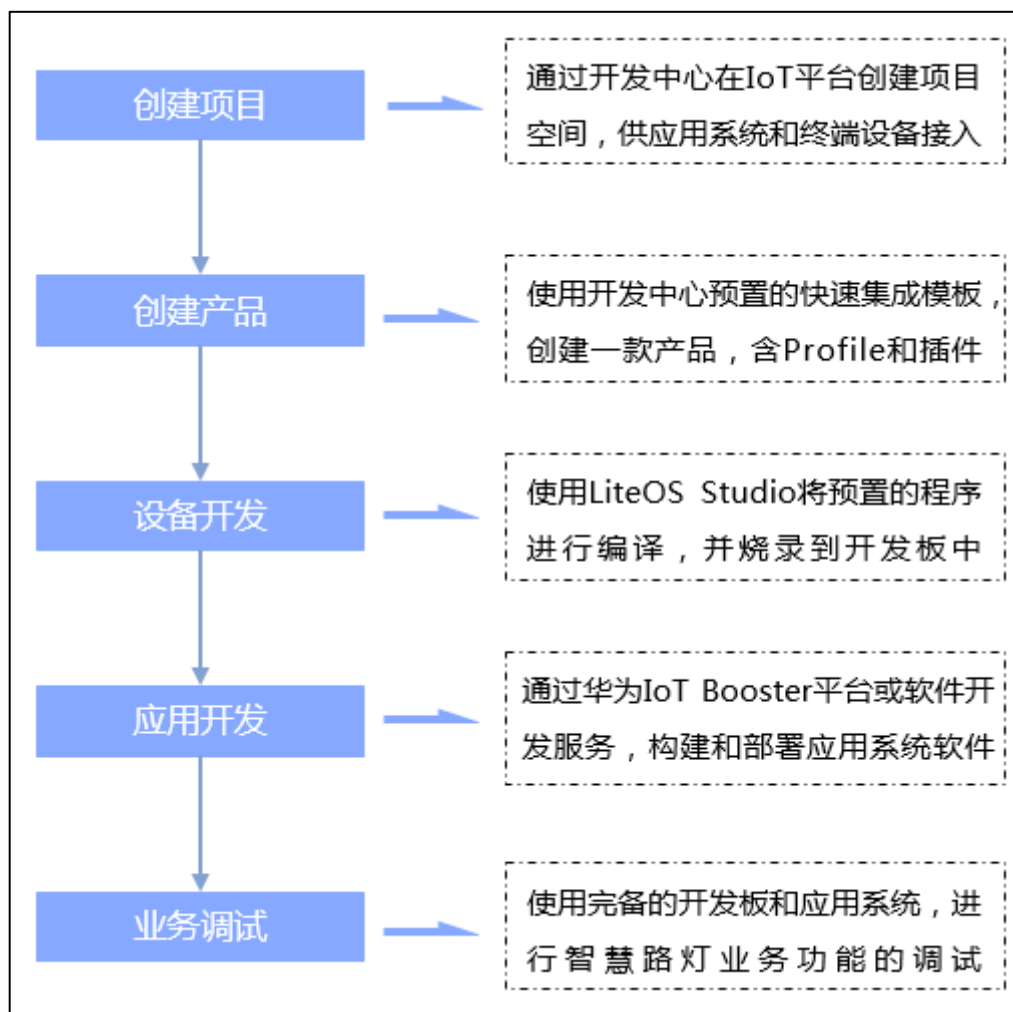 创建项目
通过开发中心在IoT平台创建项目
空间，供应用系统和终端设备接入
创建产品
使用开发中心预置的快速集成模板，
创建一款产品，含Profile和插件
设备开发
使用LiteOS Studio将预置的程序
进行编译，并烧录到开发板中
应用开发
通过华为IoT Booster平台或软件开
发服务，构建和部署应用系统软件
业务调试
使用完备的开发板和应用系统，进
行智慧路灯业务功能的调试